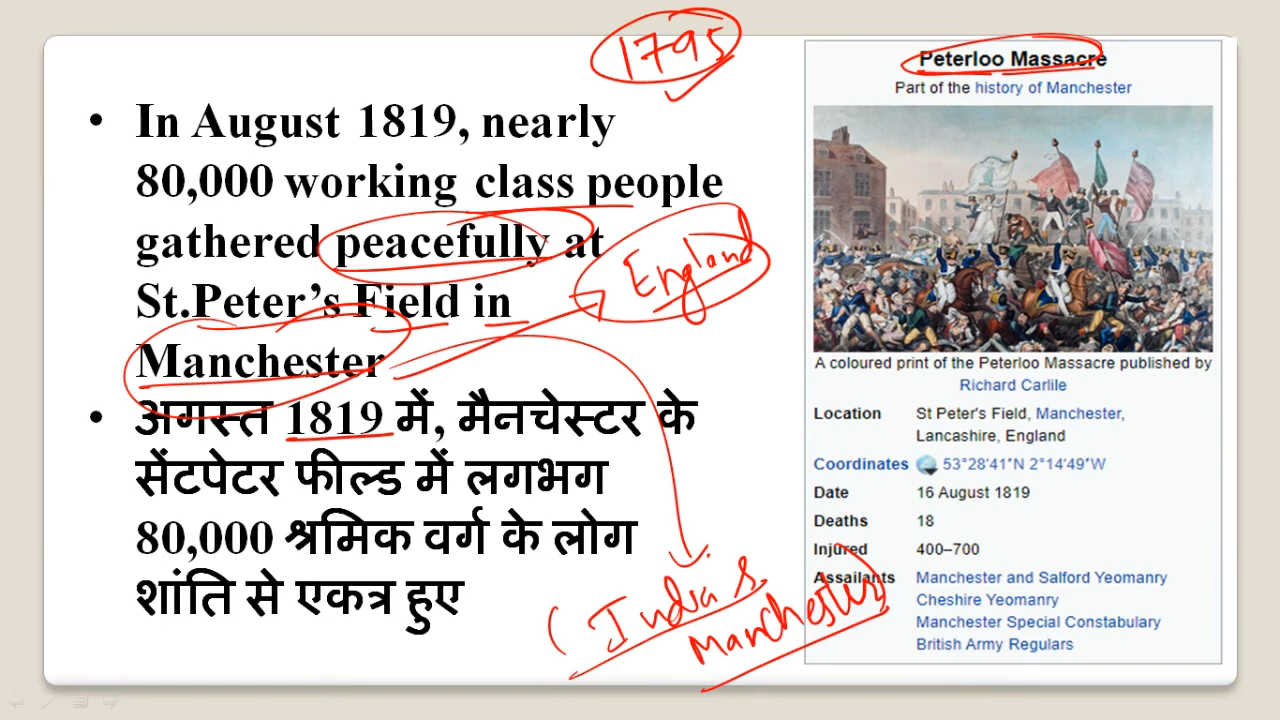 1795
• In August 1819, nearly
80,000 working class people
gathered peacefully at
St.Peter's Field in
Manchester
England
• अगस्त 1819 में, मैनचेस्टर के
सेंटपेटर फील्ड में लगभग
80,000 श्रमिक वर्ग के लोग
शांति से एकत्र हुए
(India's
Manchester)
Peterloo Massacre
Part of the history of Manchester
A coloured print of the Peterloo Massacre published by
Richard Carlile
Location St Peter's Field, Manchester,
Lancashire, England
Coordinates 53°28′41″N 2°14′49″W
Date 16 August 1819
Deaths 18
Injured 400–700
Assailants Manchester and Salford Yeomanry
Cheshire Yeomanry
Manchester Special Constabulary
British Army Regulars